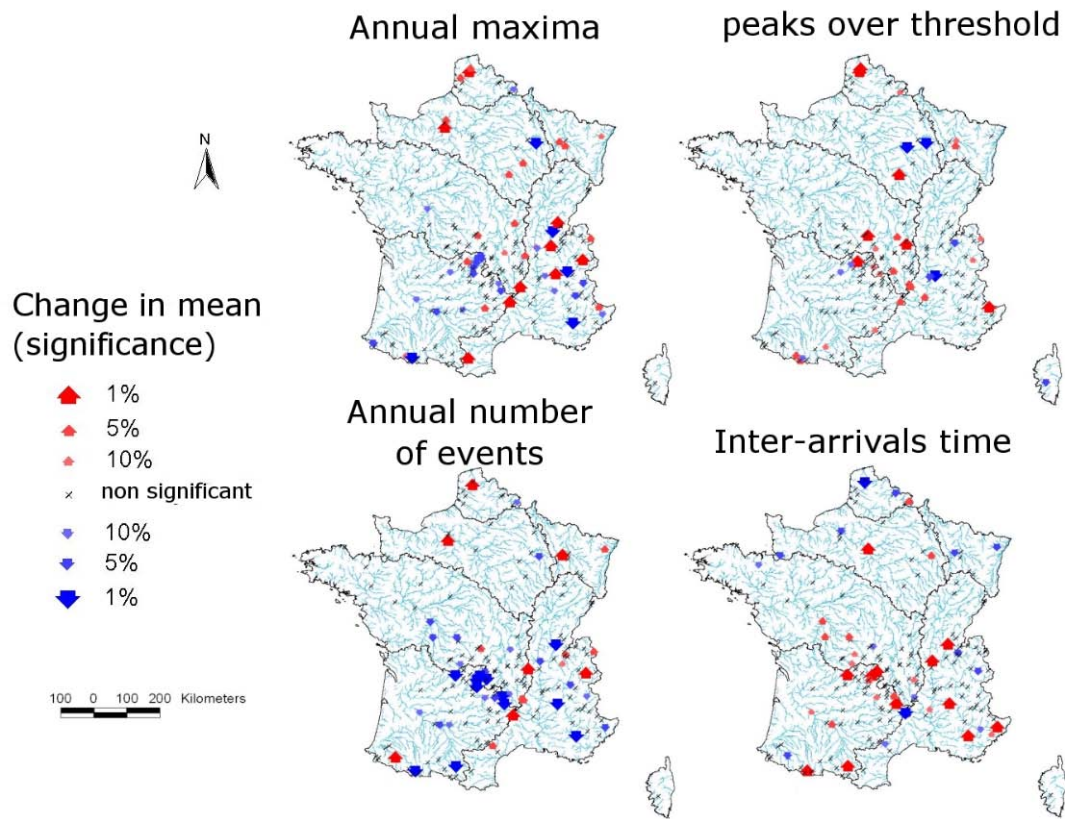 Annual maxima
peaks over threshold
N
Change in mean
(significance)
1%
5%
10%
non significant
10%
5%
1%
100 0 100 200 Kilometers
Annual number
of events
Inter-arrivals time